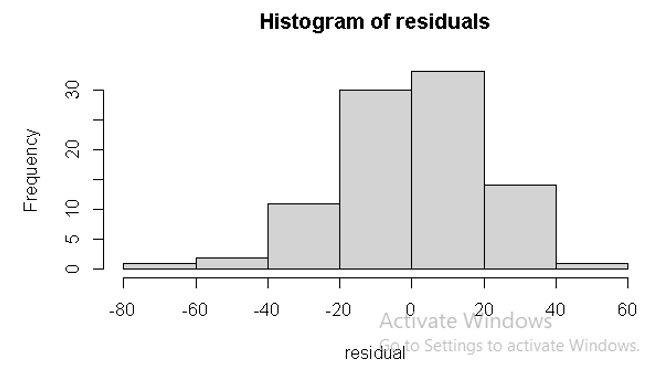 Histogram of residuals
Frequency
30
20
10
5
0
-80 -60 -40 -20 0 20 40 60
residual
Activate Windows
Go to Settings to activate Windows.